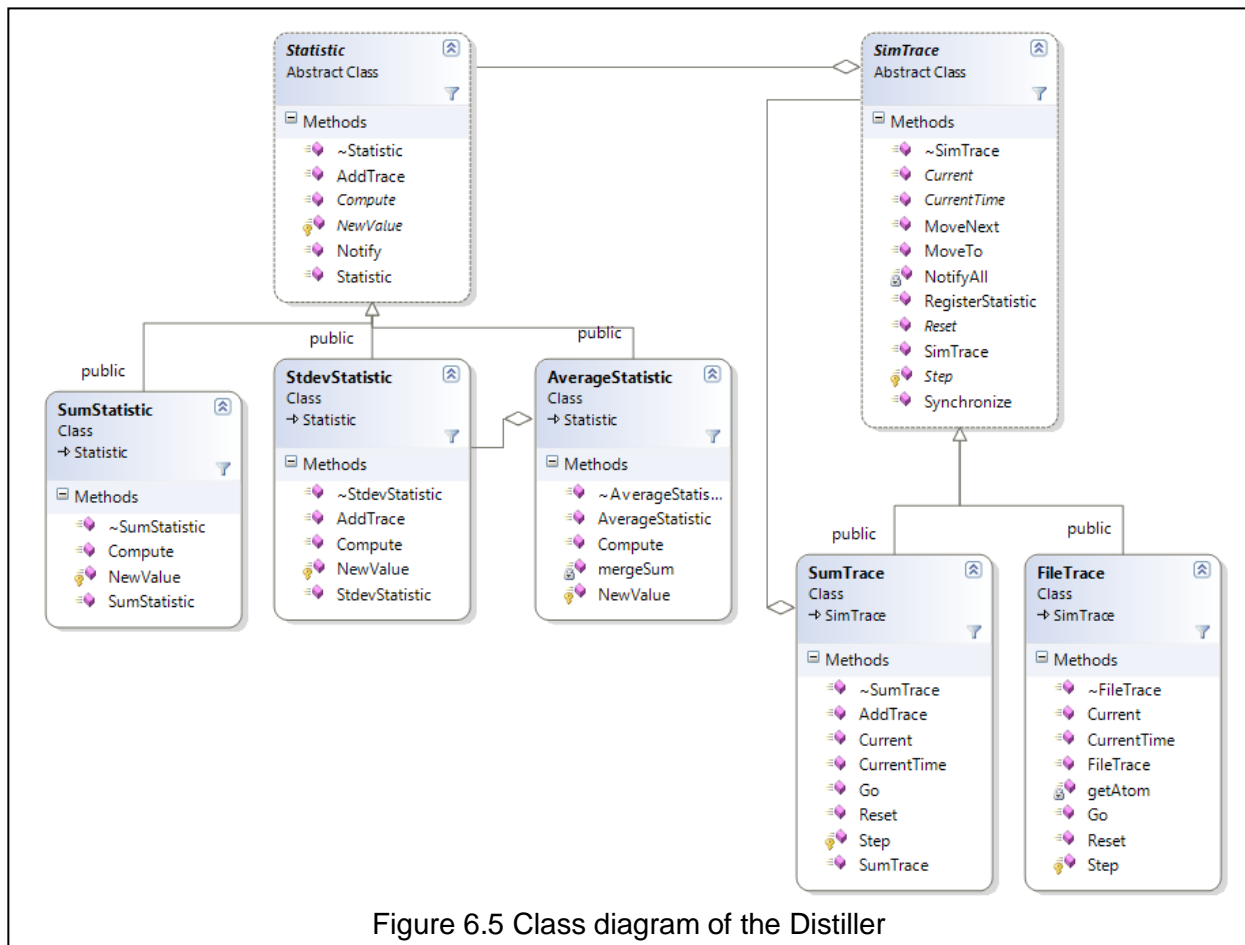 Statistic
Abstract Class
Methods
~Statistic
AddTrace
Compute
NewValue
Notify
Statistic
SimTrace
Abstract Class
Methods
~SimTrace
Current
CurrentTime
MoveNext
MoveTo
NotifyAll
RegisterStatistic
Reset
SimTrace
Step
Synchronize
public
public
public
SumStatistic
Class
Statistic
Methods
~SumStatistic
Compute
NewValue
SumStatistic
StdevStatistic
Class
Statistic
Methods
~StdevStatistic
AddTrace
Compute
NewValue
StdevStatistic
AverageStatistic
Class
Statistic
Methods
~AverageStatis...
AverageStatistic
Compute
mergeSum
NewValue
public
public
SumTrace
Class
SimTrace
Methods
~SumTrace
AddTrace
Current
CurrentTime
Go
Reset
Step
SumTrace
FileTrace
Class
SimTrace
Methods
~FileTrace
Current
CurrentTime
FileTrace
getAtom
Go
Reset
Step
Figure 6.5 Class diagram of the Distiller